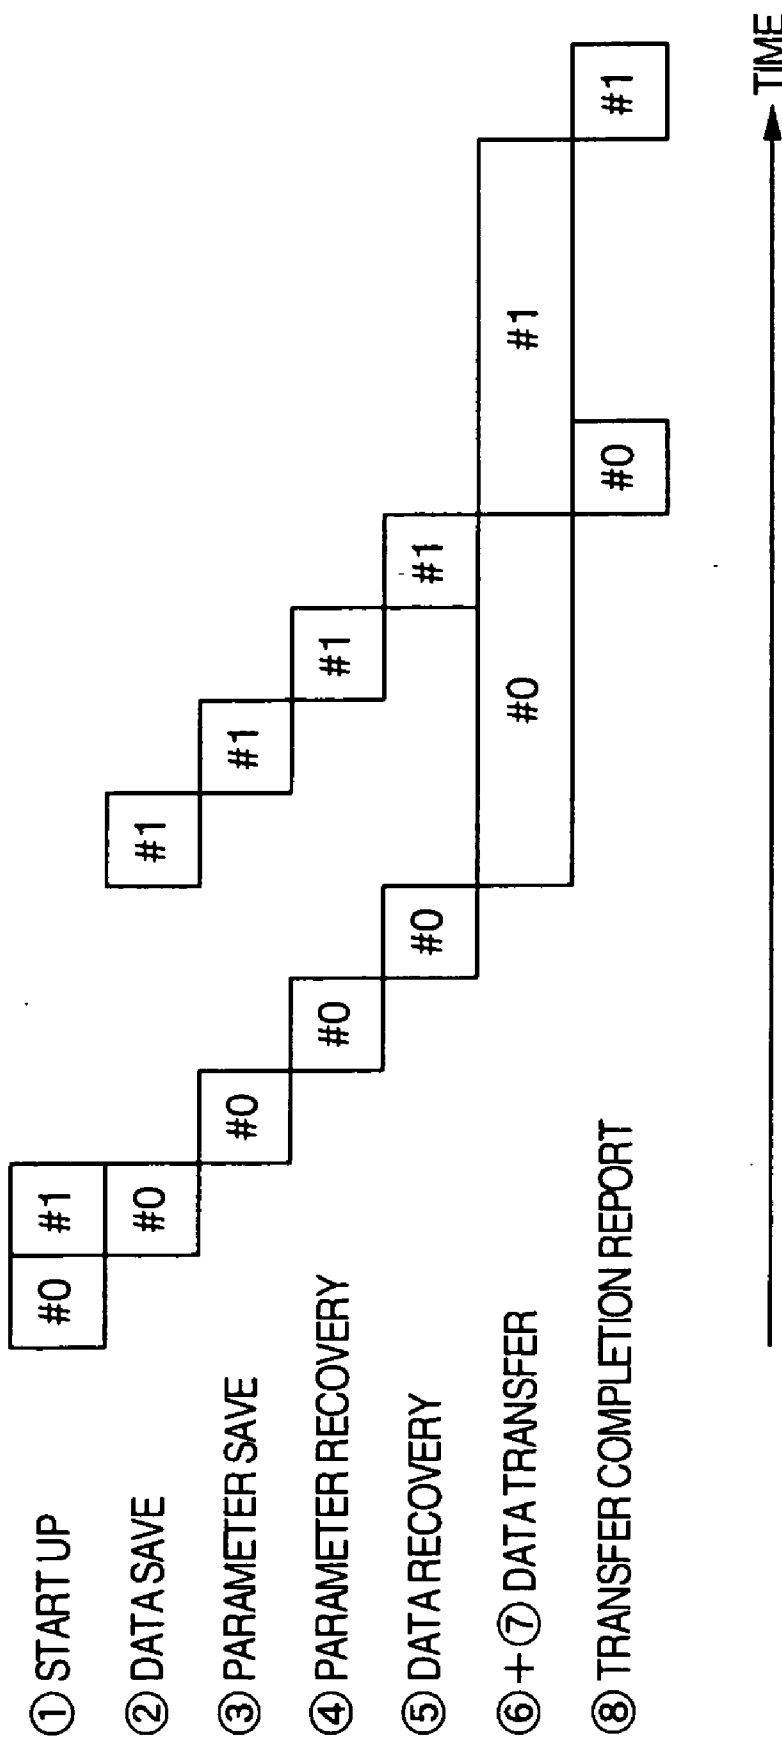 ① START UP
#0 #1
② DATA SAVE
#0 #1
③ PARAMETER SAVE
#0 #1
④ PARAMETER RECOVERY
#0 #1
⑤ DATA RECOVERY
#0 #1
⑥+⑦ DATA TRANSFER
#0 #1
⑧ TRANSFER COMPLETION REPORT
#0 #1
TIME